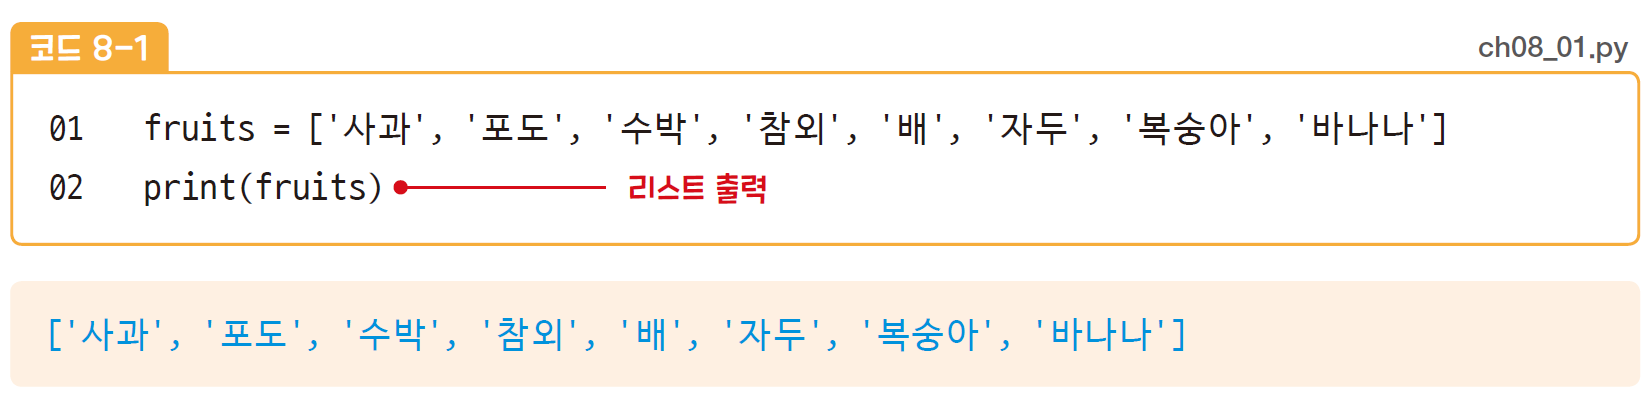 코드 8-1
ch08_01.py
01 fruits = ['사과', '포도', '수박', '참외', '배', '자두', '복숭아', '바나나']
02 print(fruits) 리스트 출력
['사과', '포도', '수박', '참외', '배', '자두', '복숭아', '바나나']